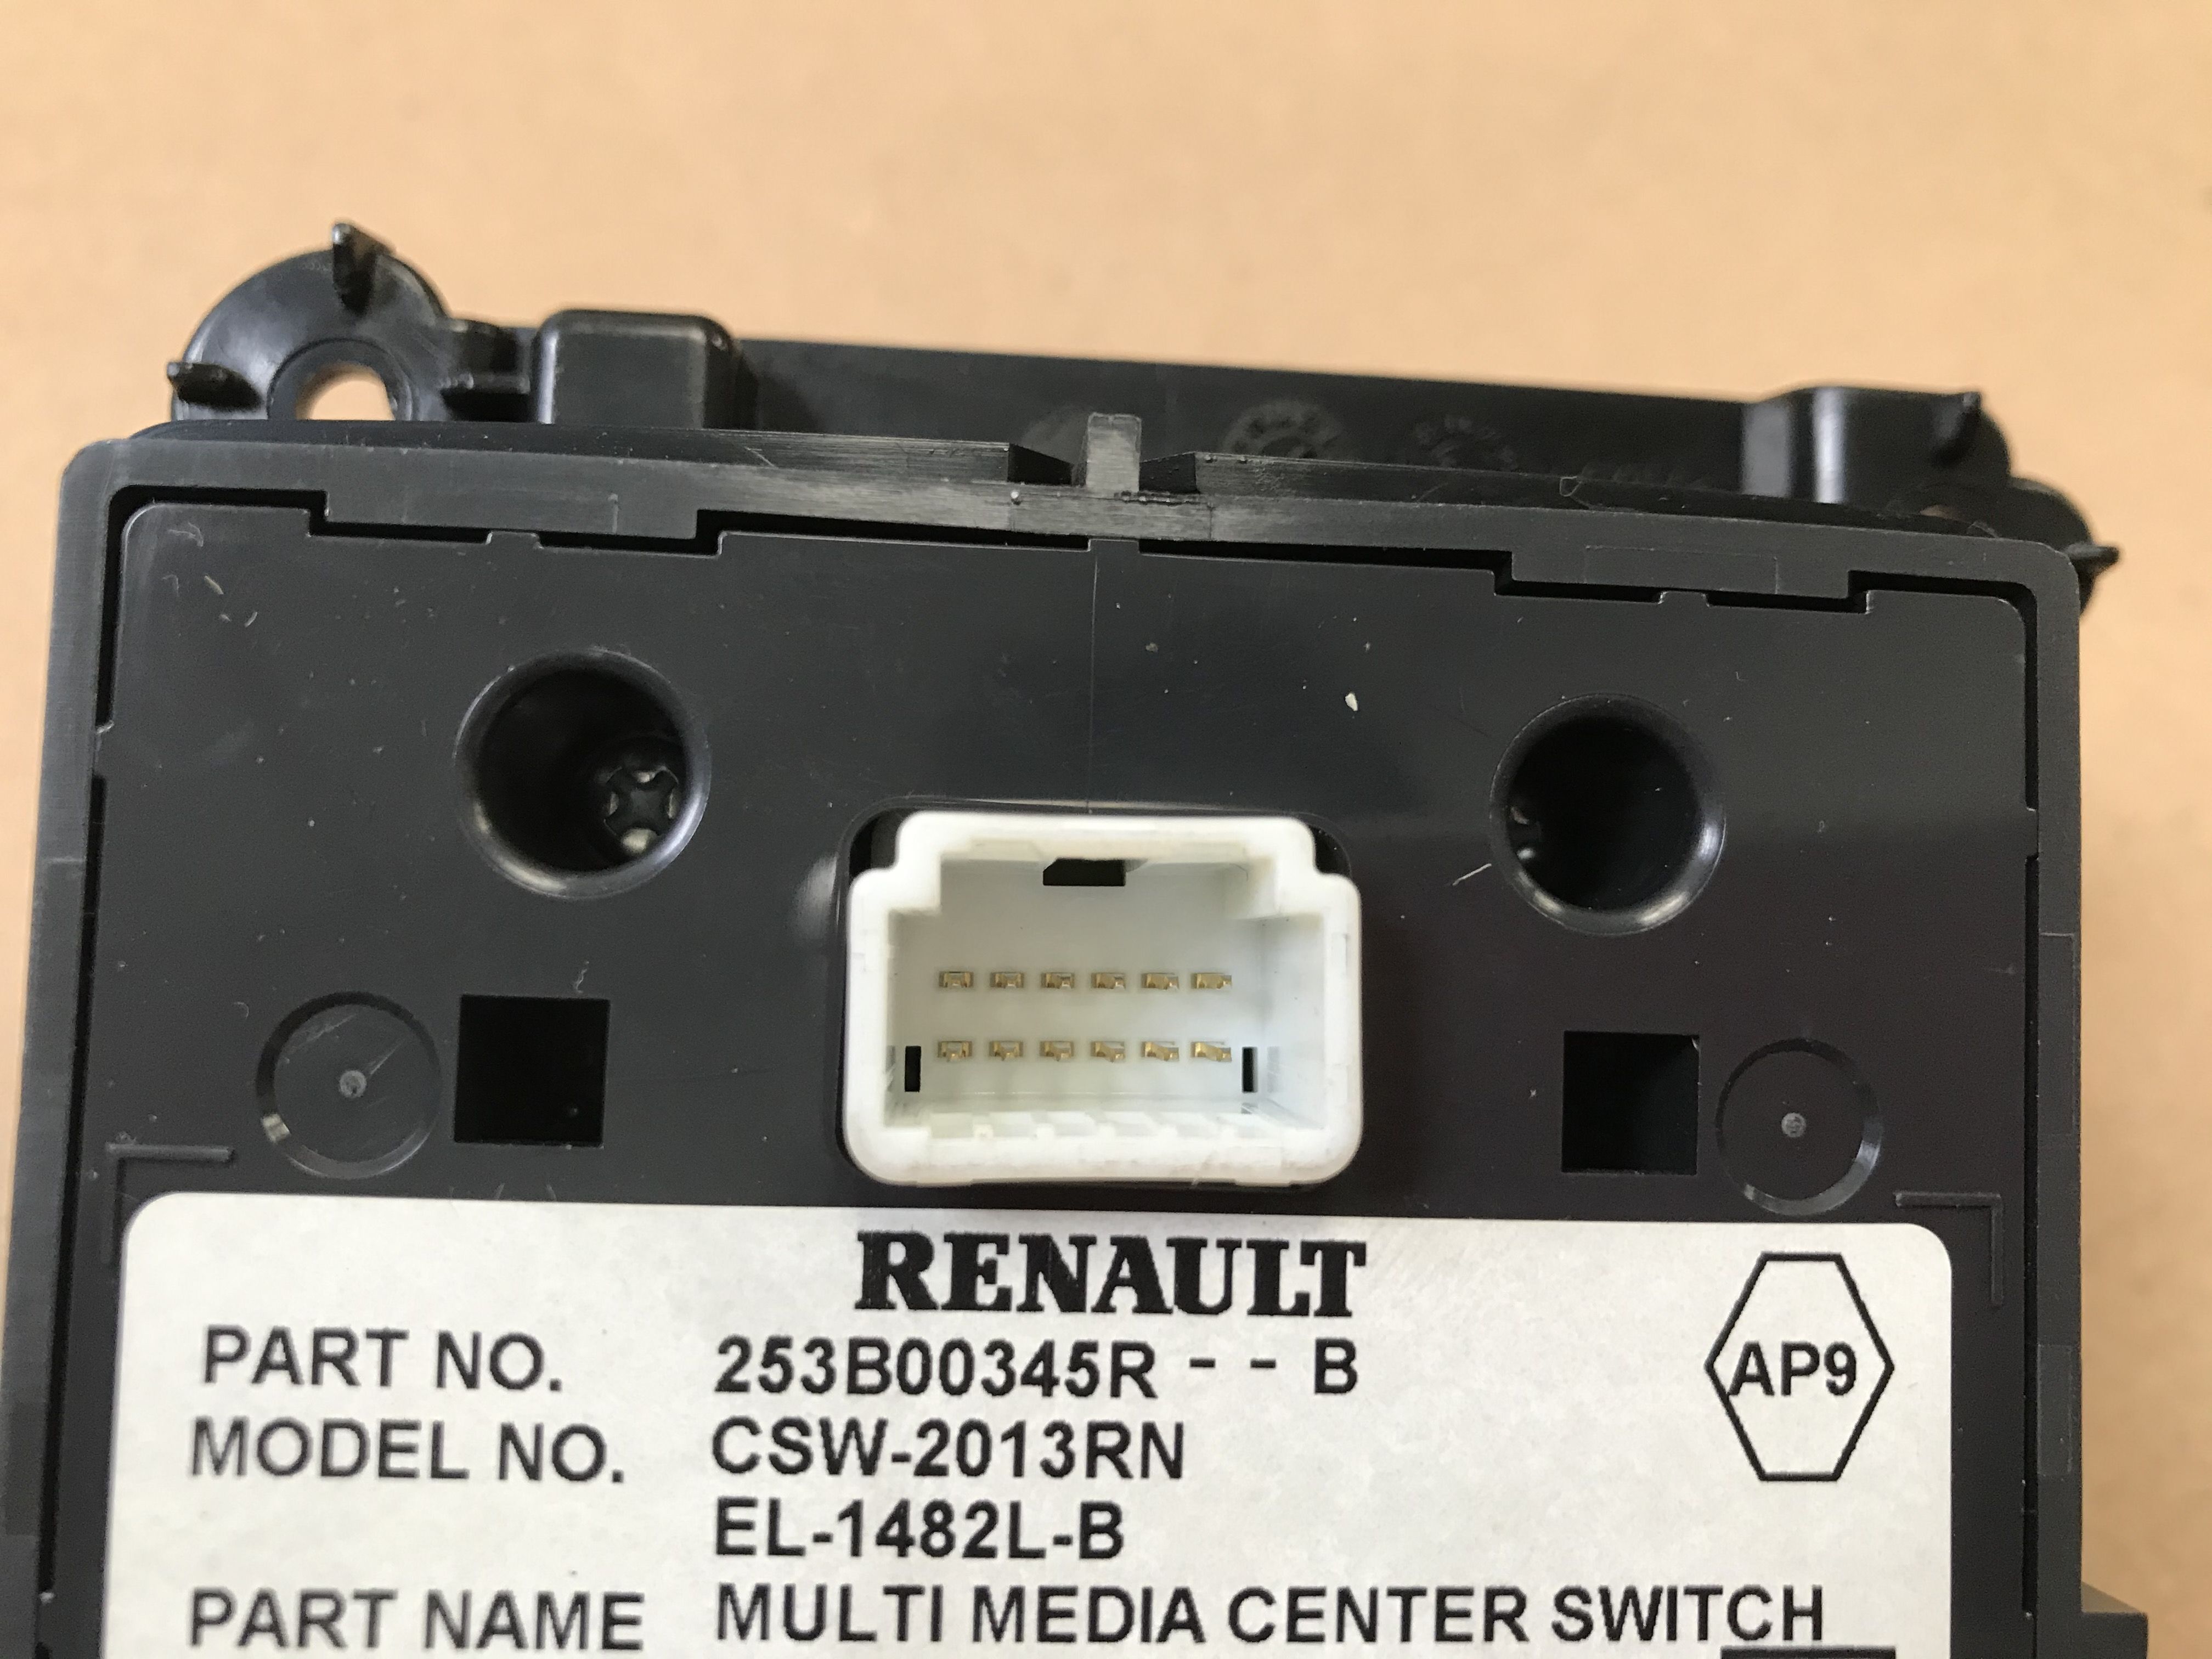 RENAULT
PART NO. 253B00345R - - B
AP9
MODEL NO. CSW-2013RN
EL-1482L-B
PART NAME MULTI MEDIA CENTER SWITCH